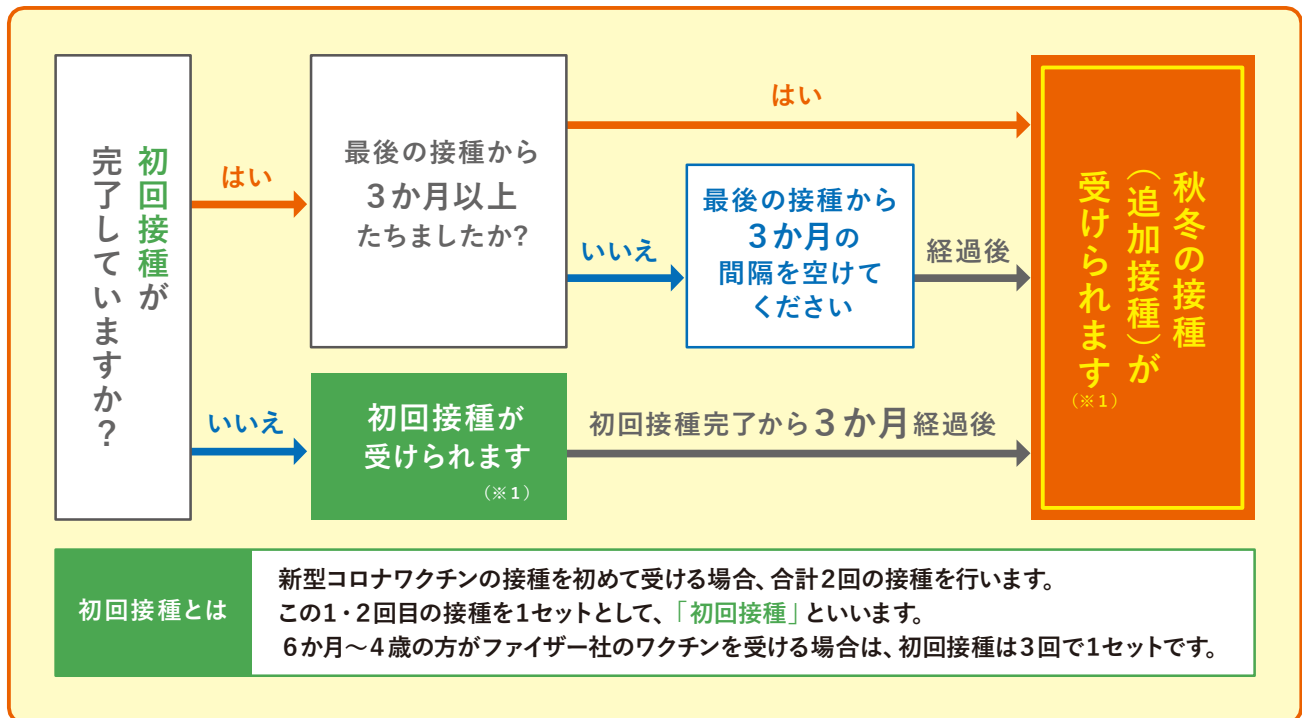 初回接種が
完了していますか？
はい
最後の接種から
３か月以上
たちましたか？
はい
いいえ
最後の接種から
３か月の
間隔を空けて
ください
経過後
いいえ
初回接種が
受けられます
（※１）
初回接種完了から３か月経過後
秋冬の接種
（追加接種）が
受けられます
（※１）
初回接種とは
新型コロナワクチンの接種を初めて受ける場合、合計２回の接種を行います。
この１・２回目の接種を１セットとして、「初回接種」といいます。
６か月～４歳の方がファイザー社のワクチンを受ける場合は、初回接種は３回で１セットです。